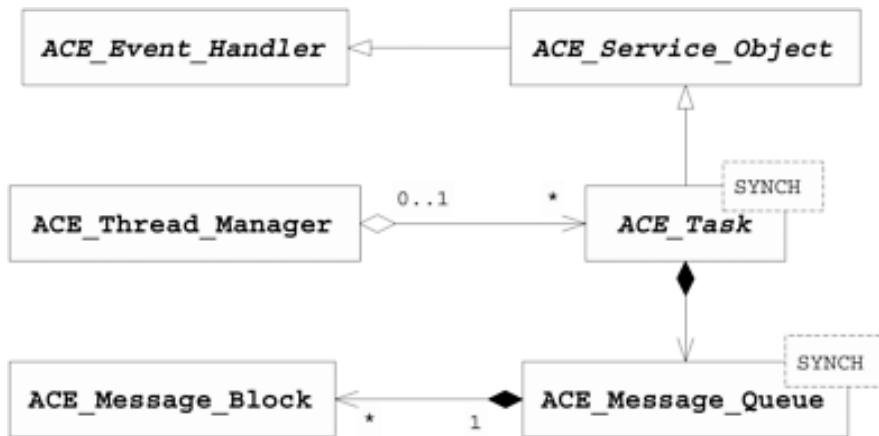 ACE_Event_Handler
ACE_Service_Object
SYNCH
ACE_Thread_Manager
0..1
*
ACE_Task
SYNCH
ACE_Message_Block
*
1
ACE_Message_Queue